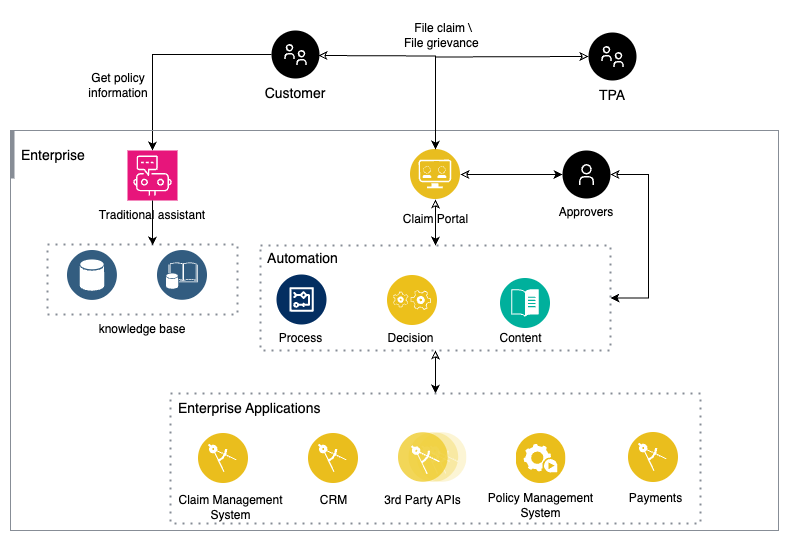 File claim \
File grievance
Customer
TPA
Get policy
information
Enterprise
Traditional assistant
Claim Portal
Approvers
knowledge base
Automation
Process
Decision
Content
Enterprise Applications
Claim Management
System
CRM
3rd Party APIs
Policy Management
System
Payments